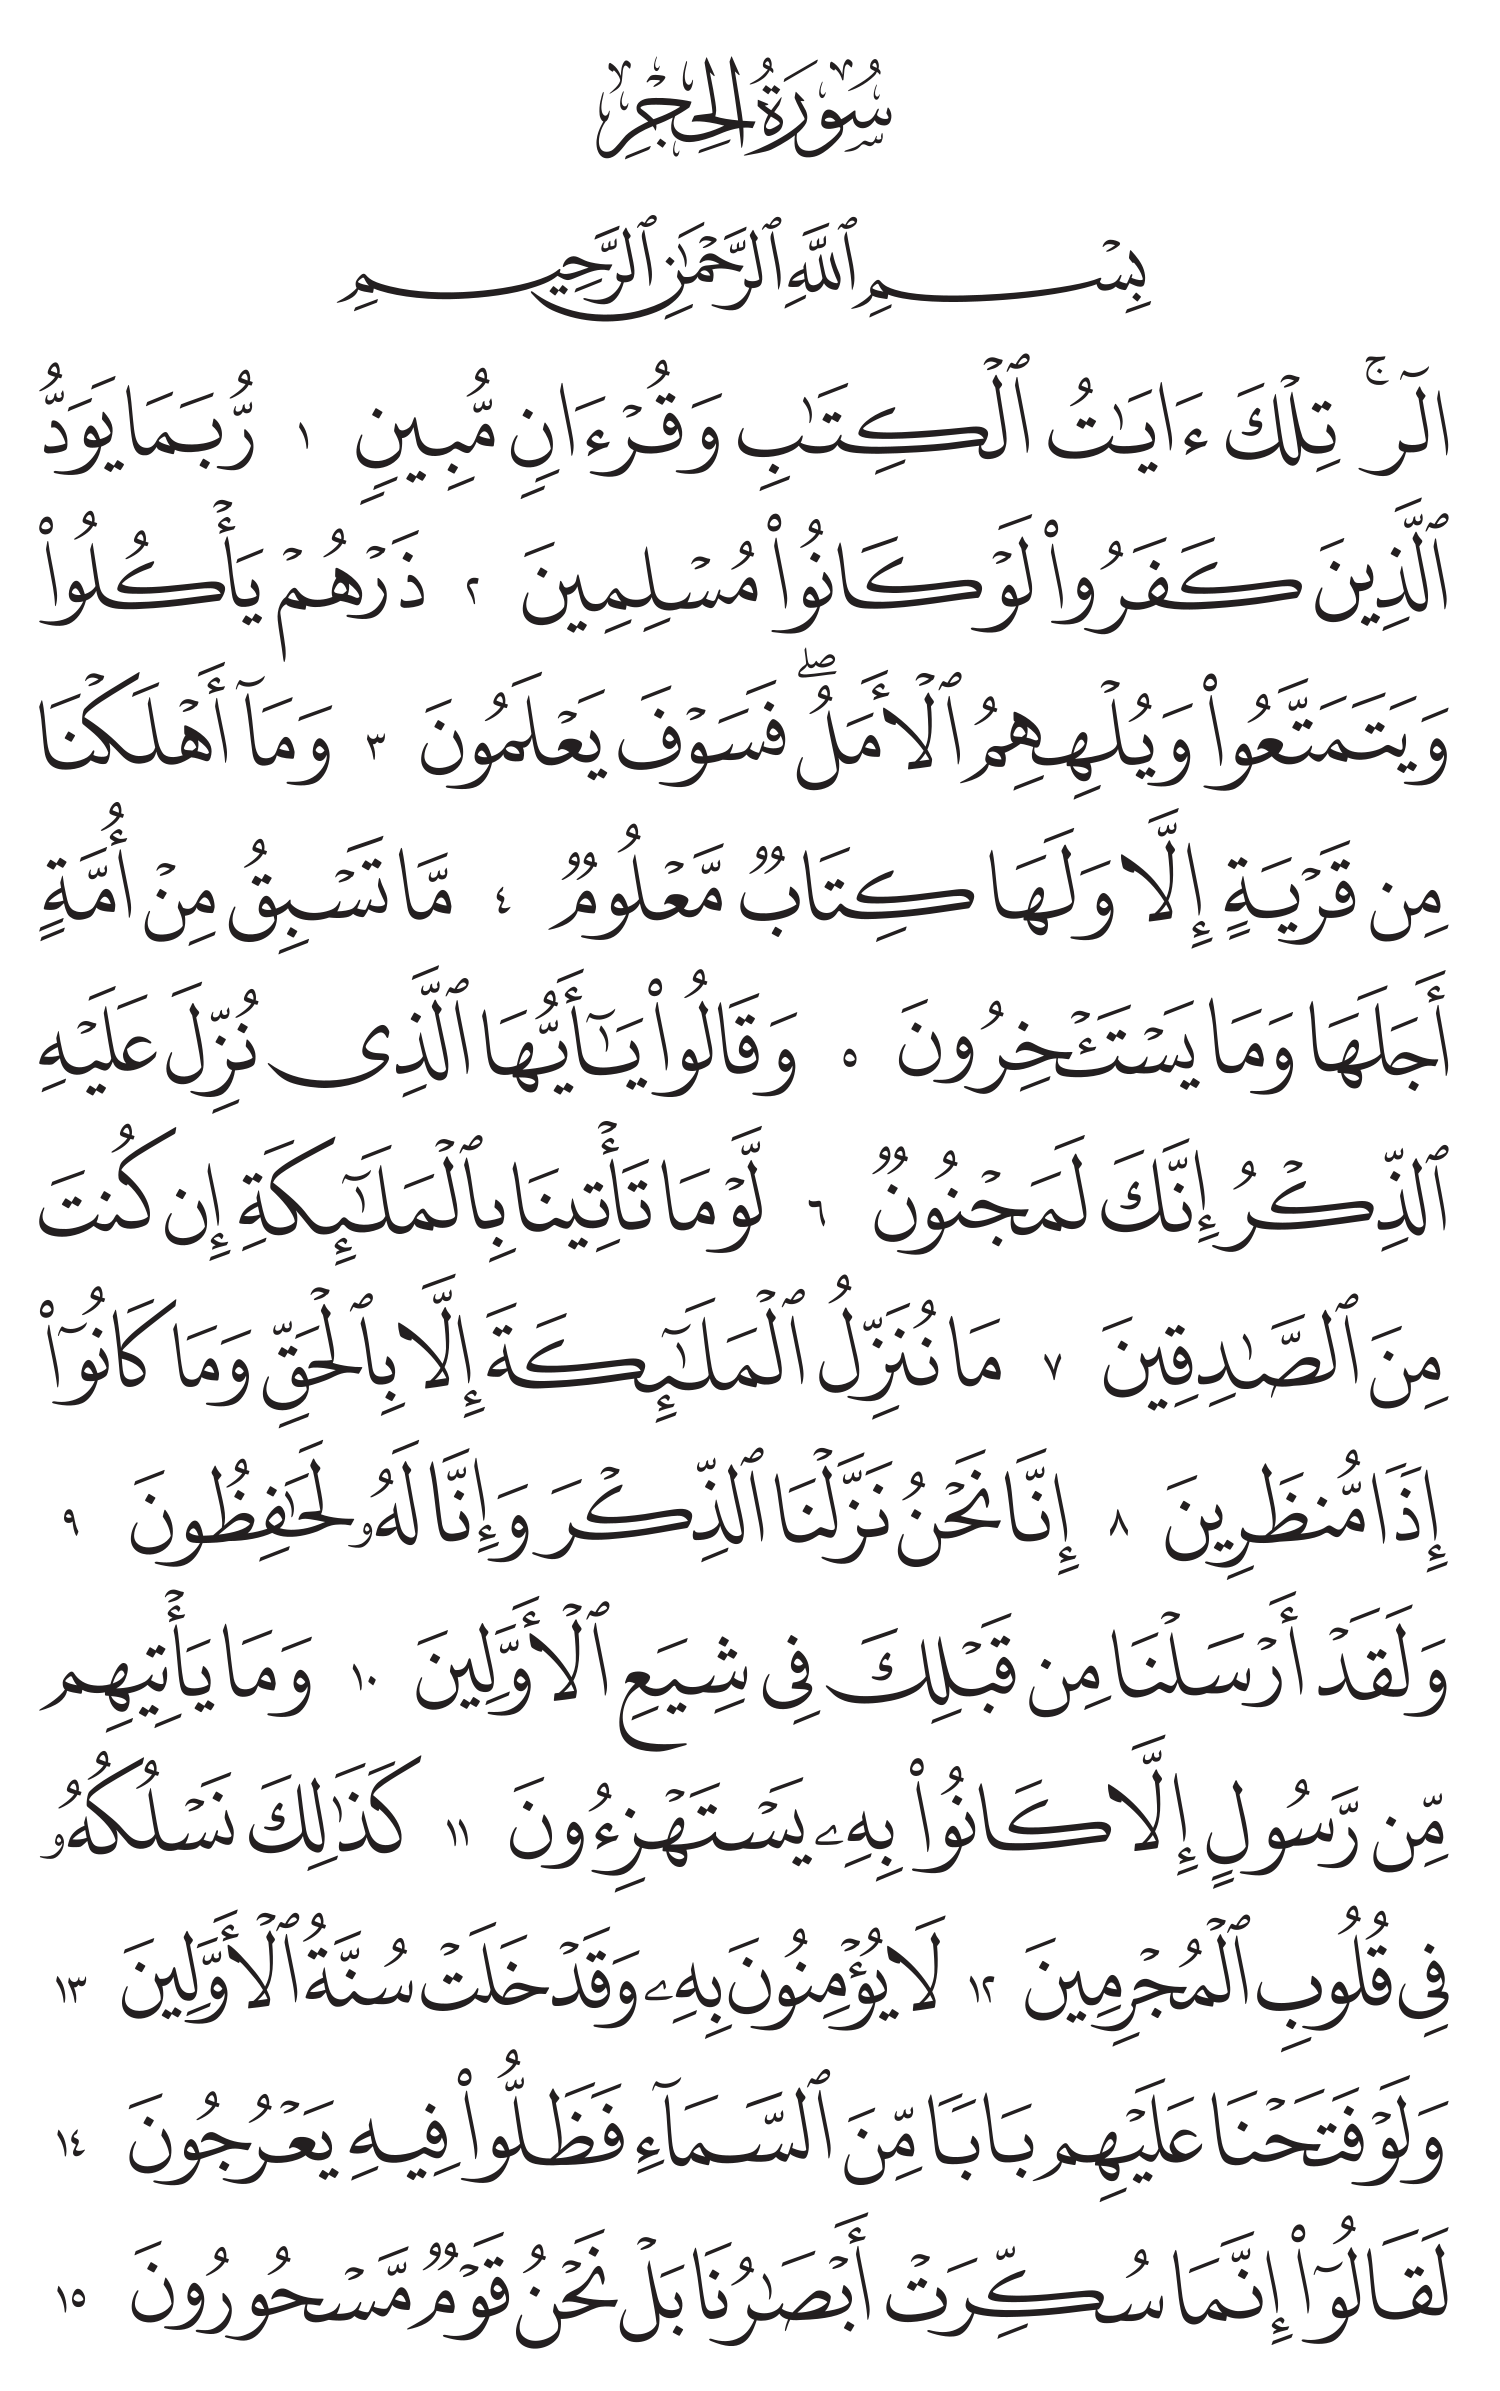 سُورَةُ الحِجْرِ
بِسْمِ ٱللَّهِ ٱلرَّحْمَٰنِ ٱلرَّحِيمِ
الٓرۚ تِلْكَ ءَايَٰتُ ٱلْكِتَٰبِ وَقُرْءَانٍ مُّبِينٍ ١ رُّبَمَا يَوَدُّ
ٱلَّذِينَ كَفَرُوا۟ لَوْ كَانُوا۟ مُسْلِمِينَ ٢ ذَرْهُمْ يَأْكُلُوا۟
وَيَتَمَتَّعُوا۟ وَيُلْهِهِمُ ٱلْأَمَلُۖ فَسَوْفَ يَعْلَمُونَ ٣ وَمَآ أَهْلَكْنَا
مِن قَرْيَةٍ إِلَّا وَلَهَا كِتَابٌ مَّعْلُومٌ ٤ مَّا تَسْبِقُ مِنْ أُمَّةٍ
أَجَلَهَا وَمَا يَسْتَـْٔخِرُونَ ٥ وَقَالُوا۟ يَٰٓأَيُّهَا ٱلَّذِى نُزِّلَ عَلَيْهِ
ٱلذِّكْرُ إِنَّكَ لَمَجْنُونٌ ٦ لَّوْ مَا تَأْتِينَا بِٱلْمَلَٰٓئِكَةِ إِن كُنتَ
مِنَ ٱلصَّٰدِقِينَ ٧ مَا نُنَزِّلُ ٱلْمَلَٰٓئِكَةَ إِلَّا بِٱلْحَقِّ وَمَا كَانُوٓا۟
إِذًا مُّنظَرِينَ ٨ إِنَّا نَحْنُ نَزَّلْنَا ٱلذِّكْرَ وَإِنَّا لَهُۥ لَحَٰفِظُونَ ٩
وَلَقَدْ أَرْسَلْنَا مِن قَبْلِكَ فِى شِيَعِ ٱلْأَوَّلِينَ ١٠ وَمَا يَأْتِيهِم
مِّن رَّسُولٍ إِلَّا كَانُوا۟ بِهِۦ يَسْتَهْزِءُونَ ١١ كَذَٰلِكَ نَسْلُكُهُۥ
فِى قُلُوبِ ٱلْمُجْرِمِينَ ١٢ لَا يُؤْمِنُونَ بِهِۦ وَقَدْ خَلَتْ سُنَّةُ ٱلْأَوَّلِينَ ١٣
وَلَوْ فَتَحْنَا عَلَيْهِم بَابًا مِّنَ ٱلسَّمَآءِ فَظَلُّوا۟ فِيهِ يَعْرُجُونَ ١٤
لَقَالُوٓا۟ إِنَّمَا سُكِّرَتْ أَبْصَٰرُنَا بَلْ نَحْنُ قَوْمٌ مَّسْحُورُونَ ١٥